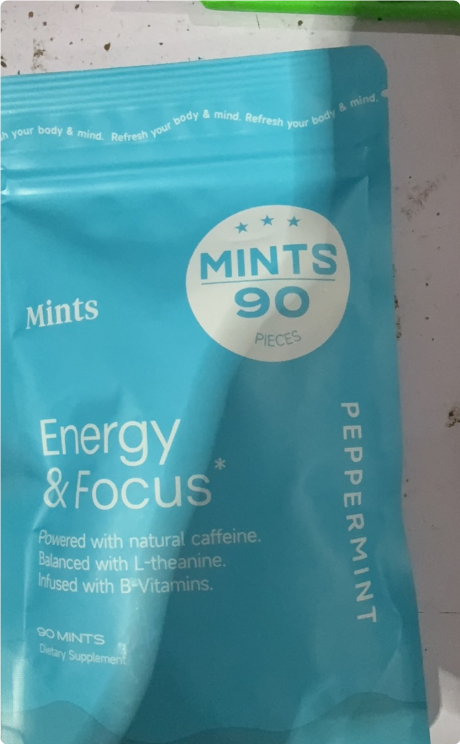 h your body & mind. Refresh your body & mind. Refresh your body & mind.
MINTS
90
PIECES
Mints
Energy
& Focus*
Powered with natural caffeine.
Balanced with L-theanine.
Infused with B-Vitamins.
PEPPERMINT
90 MINTS
Dietary Supplement